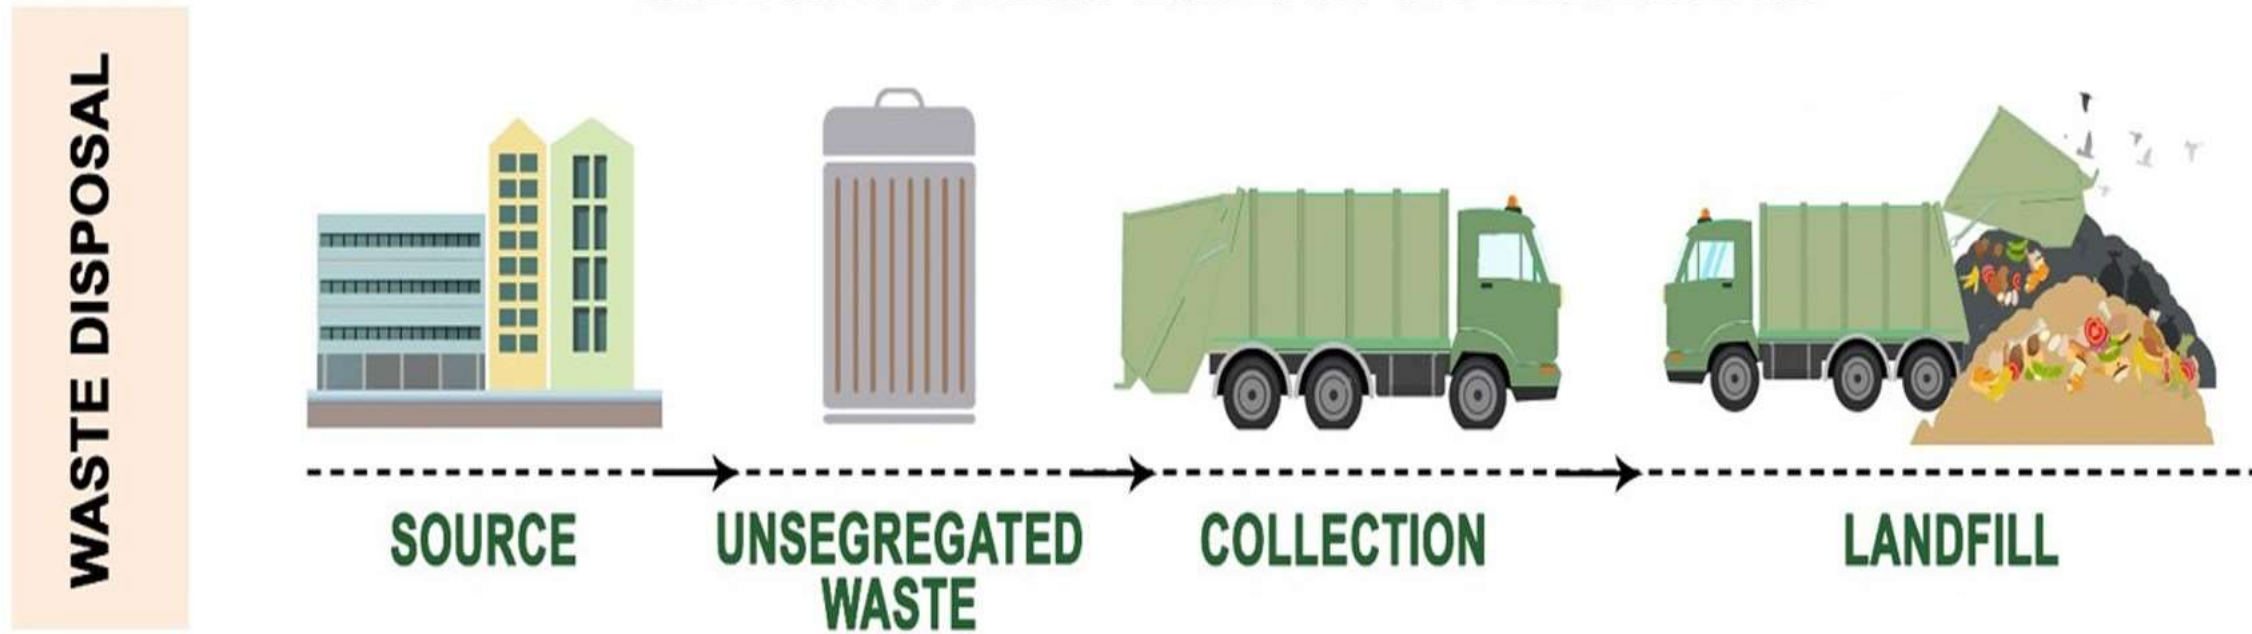 WASTE DISPOSAL
SOURCE
UNSEGREGATED
WASTE
COLLECTION
LANDFILL